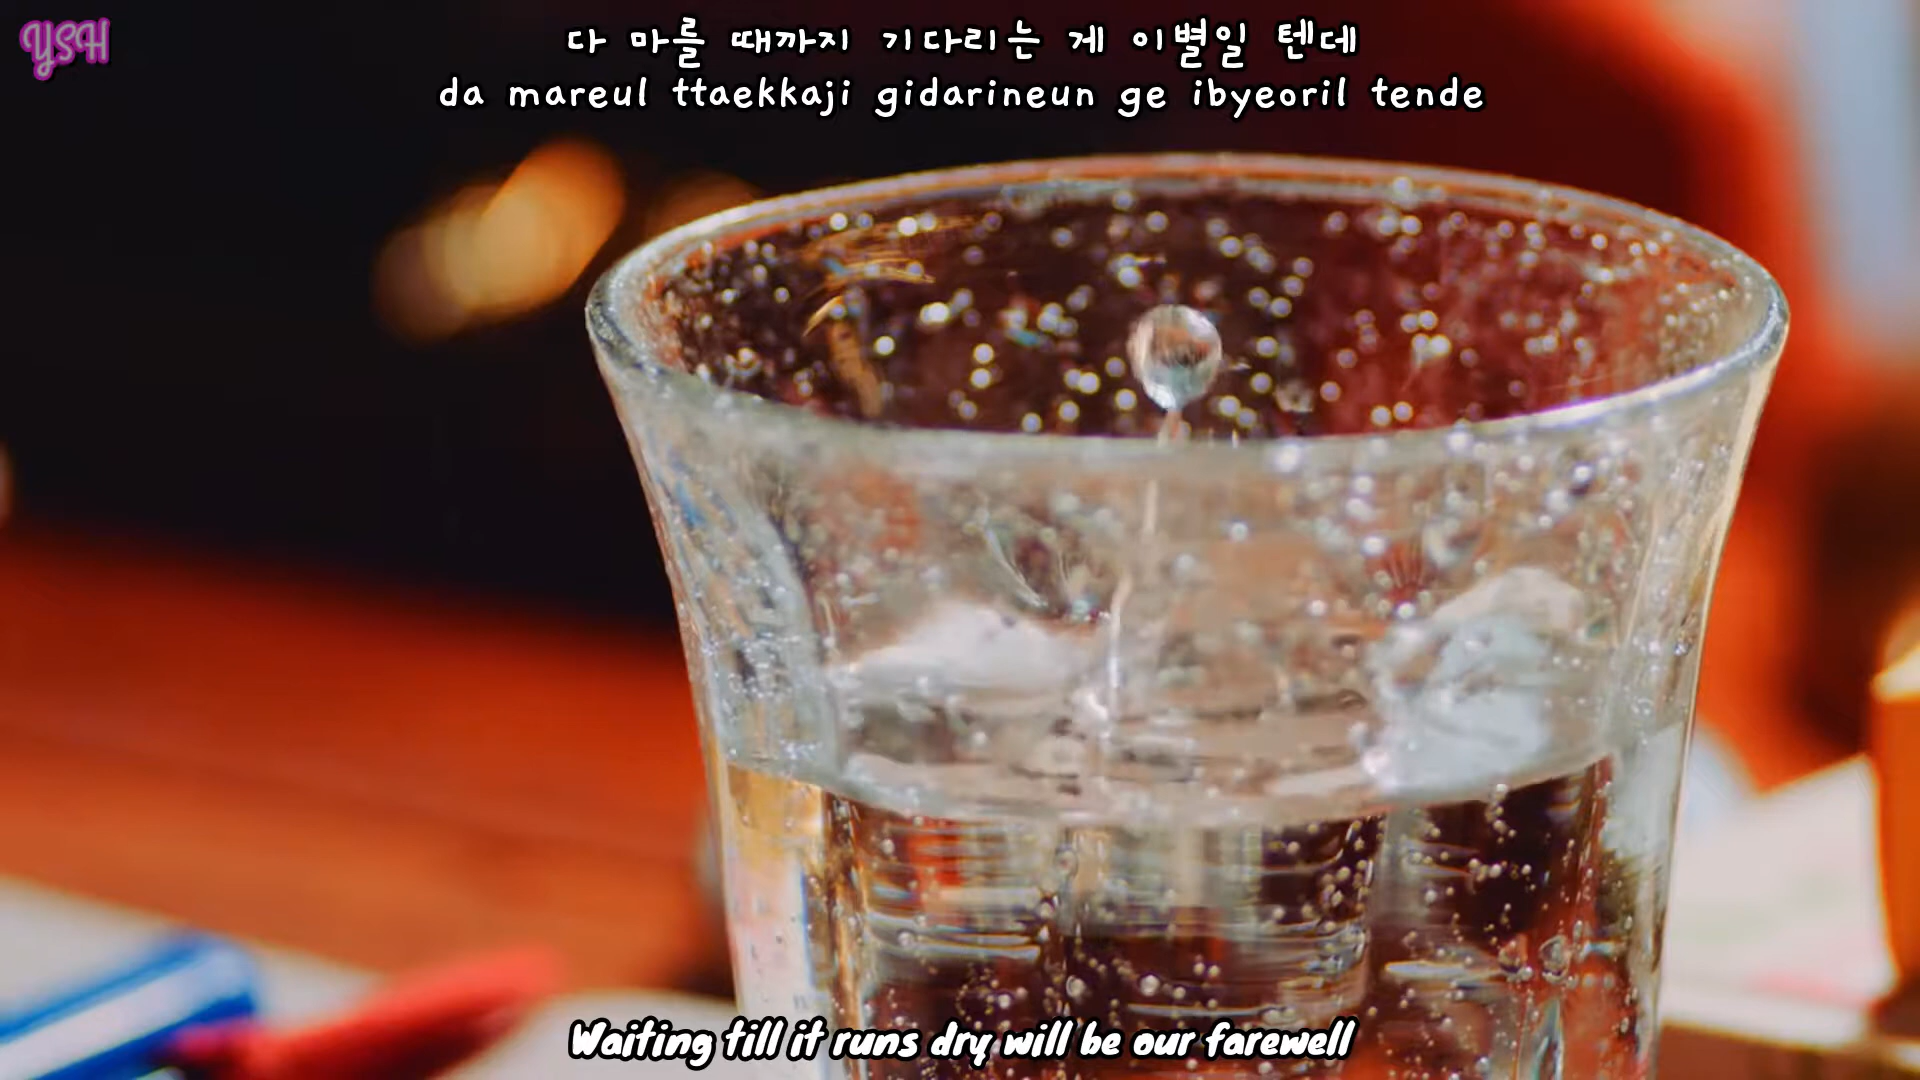 YSH
다 마를 때까지 기다리는 게 이별일 텐데
da mareul ttaekkaji gidarineun ge ibyeoril tende
Waiting till it runs dry will be our farewell